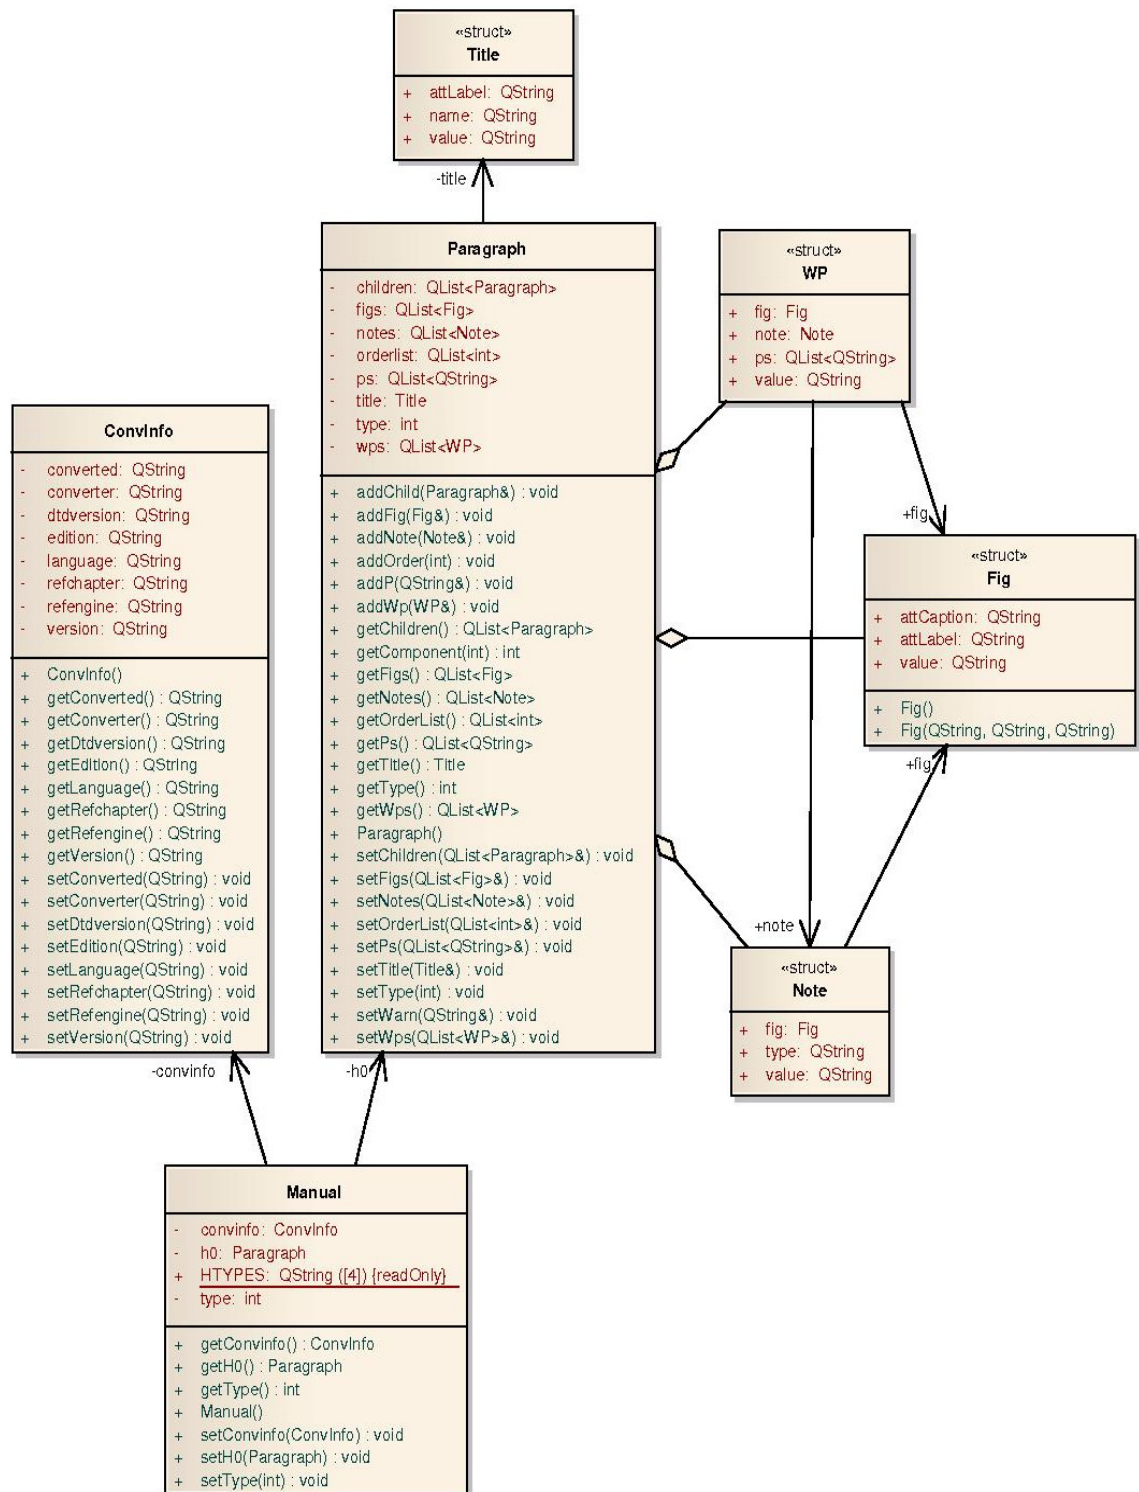 «struct»
Title
+ attLabel: QString
+ name: QString
+ value: QString
-title
Paragraph
- children: QList<Paragraph>
- figs: QList<Fig>
- notes: QList<Note>
- orderlist: QList<int>
- ps: QList<QString>
- title: Title
- type: int
- wps: QList<WP>
+ addChild(Paragraph&) : void
+ addFig(Fig&) : void
+ addNote(Note&) : void
+ addOrder(int) : void
+ addP(QString&) : void
+ addWp(WP&) : void
+ getChildren() : QList<Paragraph>
+ getComponent(int) : int
+ getFigs() : QList<Fig>
+ getNotes() : QList<Note>
+ getOrderList() : QList<int>
+ getPs() : QList<QString>
+ getTItle() : Title
+ getType() : int
+ getWps() : QList<WP>
+ Paragraph()
+ setChildren(QList<Paragraph>&) : void
+ setFigs(QList<Fig>&) : void
+ setNotes(QList<Note>&) : void
+ setOrderList(QList<int>&) : void
+ setPs(QList<QString>&) : void
+ setTitle(Title&) : void
+ setType(int) : void
+ setWarn(QString&) : void
+ setWps(QList<WP>&) : void
«struct»
WP
+ fig: Fig
+ note: Note
+ ps: QList<QString>
+ value: QString
ConvInfo
- converted: QString
- converter: QString
- dtdversion: QString
- edition: QString
- language: QString
- refchapter: QString
- refengine: QString
- version: QString
+ ConvInfo()
+ getConverted() : QString
+ getConverter() : QString
+ getDtdversion() : QString
+ getEdition() : QString
+ getLanguage() : QString
+ getRefchapter() : QString
+ getRefengine() : QString
+ getVersion() : QString
+ setConverted(QString) : void
+ setConverter(QString) : void
+ setDtdversion(QString) : void
+ setEdition(QString) : void
+ setLanguage(QString) : void
+ setRefchapter(QString) : void
+ setRefengine(QString) : void
+ setVersion(QString) : void
+fig
«struct»
Fig
+ attCaption: QString
+ attLabel: QString
+ value: QString
+ Fig()
+ Fig(QString, QString, QString)
+fig
+note
«struct»
Note
+ fig: Fig
+ type: QString
+ value: QString
-convinfo
-h0
Manual
- convinfo: ConvInfo
- h0: Paragraph
+ HTYPES: QString ([4]) {readOnly}
- type: int
+ getConvinfo() : ConvInfo
+ getH0() : Paragraph
+ getType() : int
+ Manual()
+ setConvinfo(ConvInfo) : void
+ setH0(Paragraph) : void
+ setType(int) : void